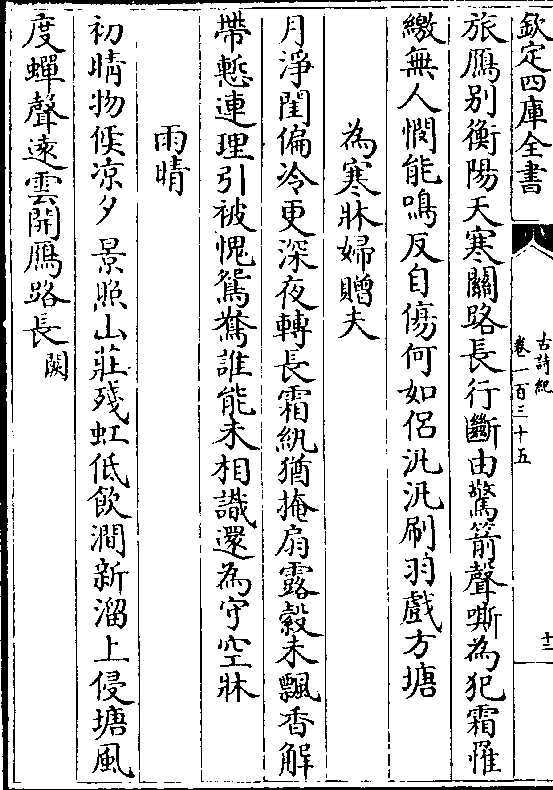 欽定四庫全書
古詩紀
卷一百三十五
十三
旅鴈别衡陽天寒關路長行斷由驚箭聲嘶為犯霜惟
繳無人憫能鳴反自傷何如侶汎汎刷羽戲方塘
為寒牀婦贈夫
月淨閨偏冷更深夜轉長霜紈猶掩扇露縠未飄香解
帶慙連理引被愧鴛鴦誰能未相識還為守空牀
雨晴
初晴物候凉夕景照山莊殘虹低飲澗新溜上侵塘風
度蟬聲遠雲開鴈路長闕